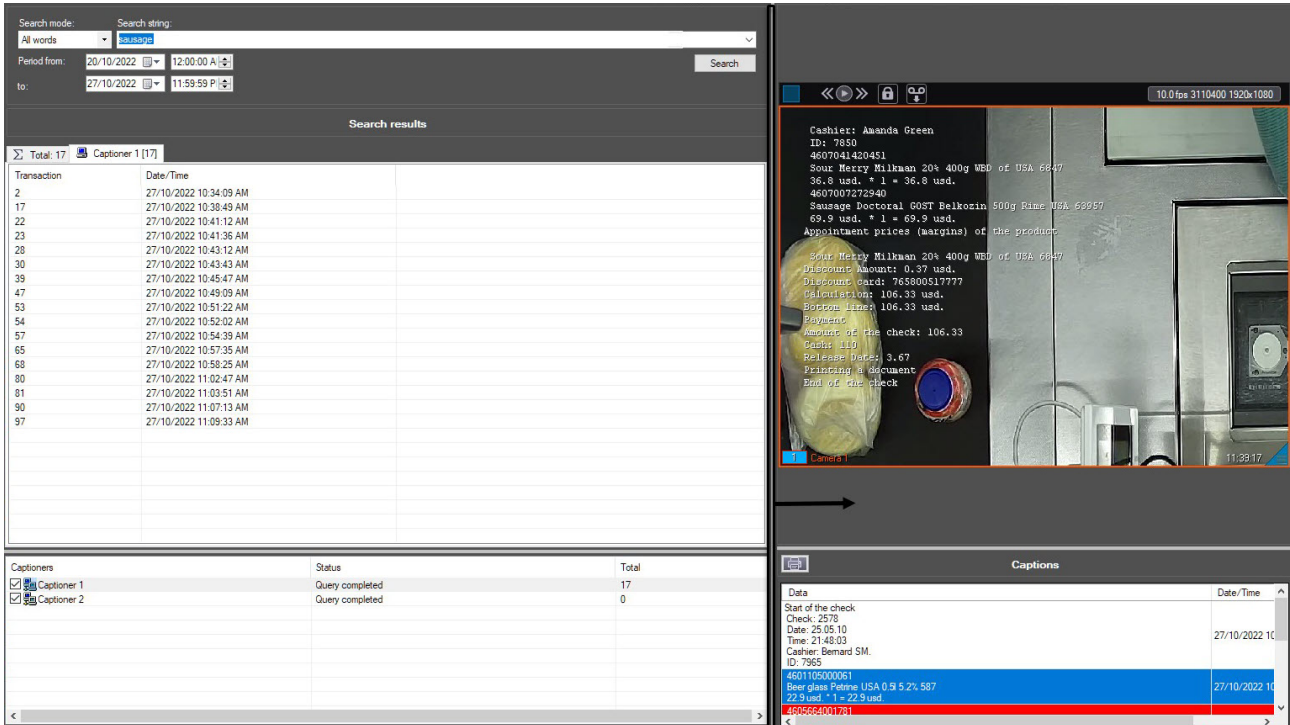 Search mode:
Search string:
All words
sausage
Period from:
20/10/2022
12:00:00 A
Search
to:
27/10/2022
11:59:59 P
Search results
Total: 17
Captioner 1 [17]
Transaction Date/Time
2 27/10/2022 10:34:09 AM
17 27/10/2022 10:38:49 AM
22 27/10/2022 10:41:12 AM
23 27/10/2022 10:41:36 AM
28 27/10/2022 10:43:12 AM
30 27/10/2022 10:43:43 AM
39 27/10/2022 10:45:47 AM
47 27/10/2022 10:49:09 AM
53 27/10/2022 10:51:22 AM
54 27/10/2022 10:52:02 AM
57 27/10/2022 10:54:39 AM
65 27/10/2022 10:57:35 AM
68 27/10/2022 10:58:25 AM
80 27/10/2022 11:02:47 AM
81 27/10/2022 11:03:51 AM
90 27/10/2022 11:07:13 AM
97 27/10/2022 11:09:33 AM
Captioners Status Total
Captioner 1 Query completed 17
Captioner 2 Query completed 0
10.0 fps 3110400 1920x1080
Cashier: Amanda Green
ID: 7850
4607041420451
Sour Merry Milkman 20% 400g WBD of USA 6847
36.8 usd. * 1 = 36.8 usd.
4607007272940
Sausage Doctoral GOST Belkozin 500g Rime USA 63957
69.9 usd. * 1 = 69.9 usd.
Appointment prices (margins) of the product
Sour Merry Milkman 20% 400g WBD of USA 6847
Discount Amount: 0.37 usd.
Discount card: 765800517777
Calculation: 106.33 usd.
Bottom line: 106.33 usd.
Payment
Amount of the check: 106.33
Cash: 110
Release Date: 3.67
Printing a document
End of the check
1 Camera 1
11:39:17
Captions
Data Date/Time
Start of the check
Check: 2578
Date: 25.05.10
Time: 21:48:03
Cashier: Bernard SM.
ID: 7965
27/10/2022 10
4601105000061
Beer glass Petrine USA 0.5l 5.2% 587
22.9 usd. * 1 = 22.9 usd.
27/10/2022 10
4605664001781